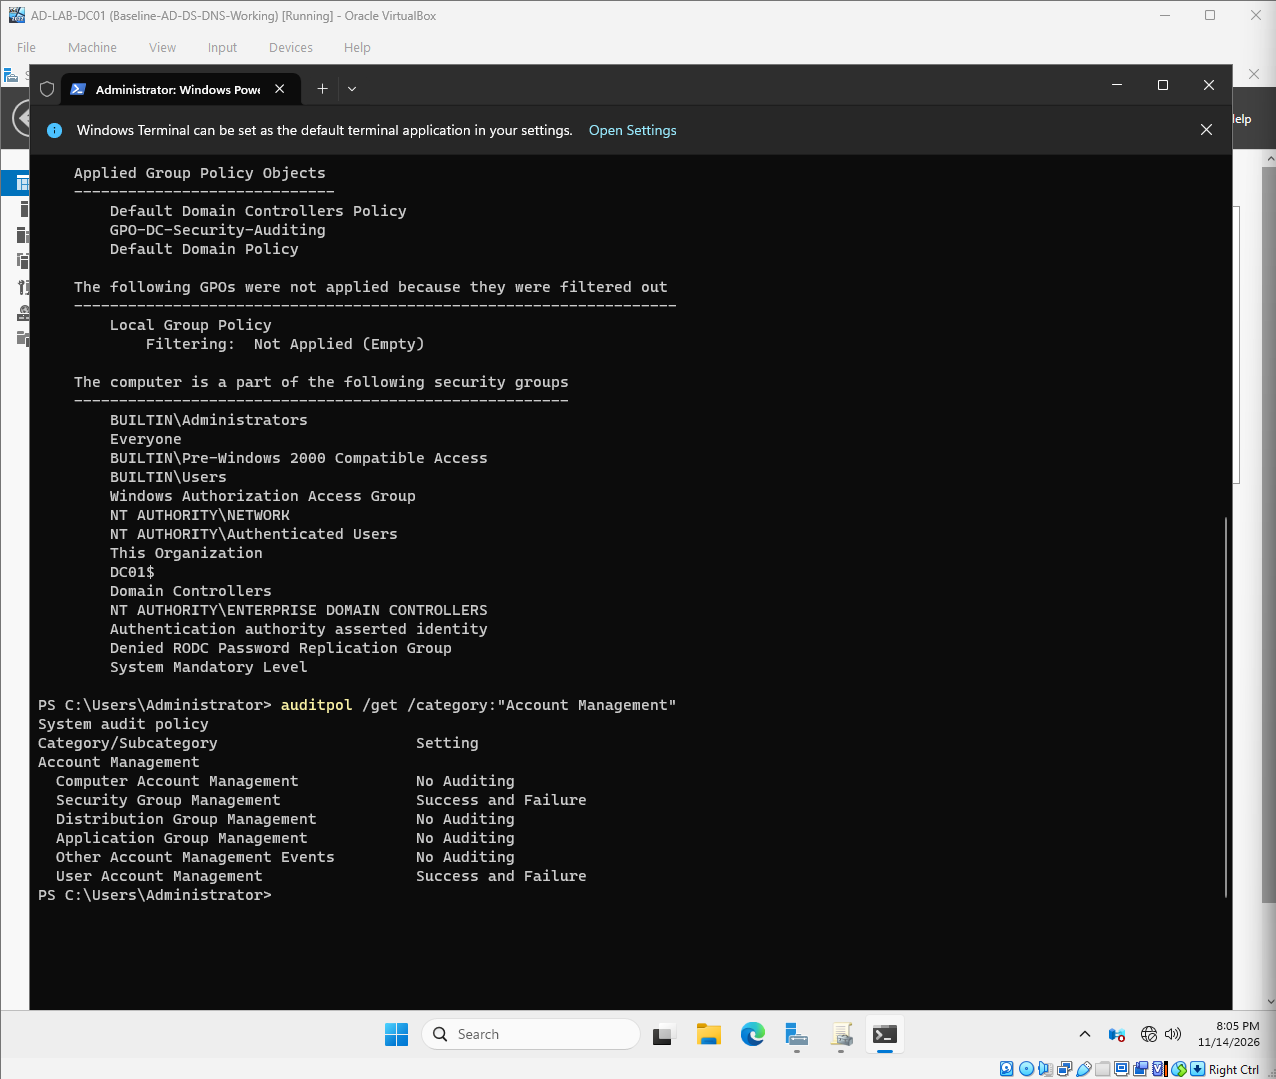 AD-LAB-DC01 (Baseline-AD-DS-DNS-Working) [Running] - Oracle VirtualBox
File Machine View Input Devices Help
Administrator: Windows Powe
Windows Terminal can be set as the default terminal application in your settings. Open Settings
elp
Applied Group Policy Objects
-----------------------------
Default Domain Controllers Policy
GPO-DC-Security-Auditing
Default Domain Policy
The following GPOs were not applied because they were filtered out
-------------------------------------------------------------------
Local Group Policy
Filtering:  Not Applied (Empty)
The computer is a part of the following security groups
-------------------------------------------------------
BUILTIN\Administrators
Everyone
BUILTIN\Pre-Windows 2000 Compatible Access
BUILTIN\Users
Windows Authorization Access Group
NT AUTHORITY\NETWORK
NT AUTHORITY\Authenticated Users
This Organization
DC01$
Domain Controllers
NT AUTHORITY\ENTERPRISE DOMAIN CONTROLLERS
Authentication authority asserted identity
Denied RODC Password Replication Group
System Mandatory Level
PS C:\Users\Administrator> auditpol /get /category:"Account Management"
System audit policy
Category/Subcategory Setting
Account Management
Computer Account Management No Auditing
Security Group Management Success and Failure
Distribution Group Management No Auditing
Application Group Management No Auditing
Other Account Management Events No Auditing
User Account Management Success and Failure
PS C:\Users\Administrator>
Search
8:05 PM
11/14/2026
Right Ctrl